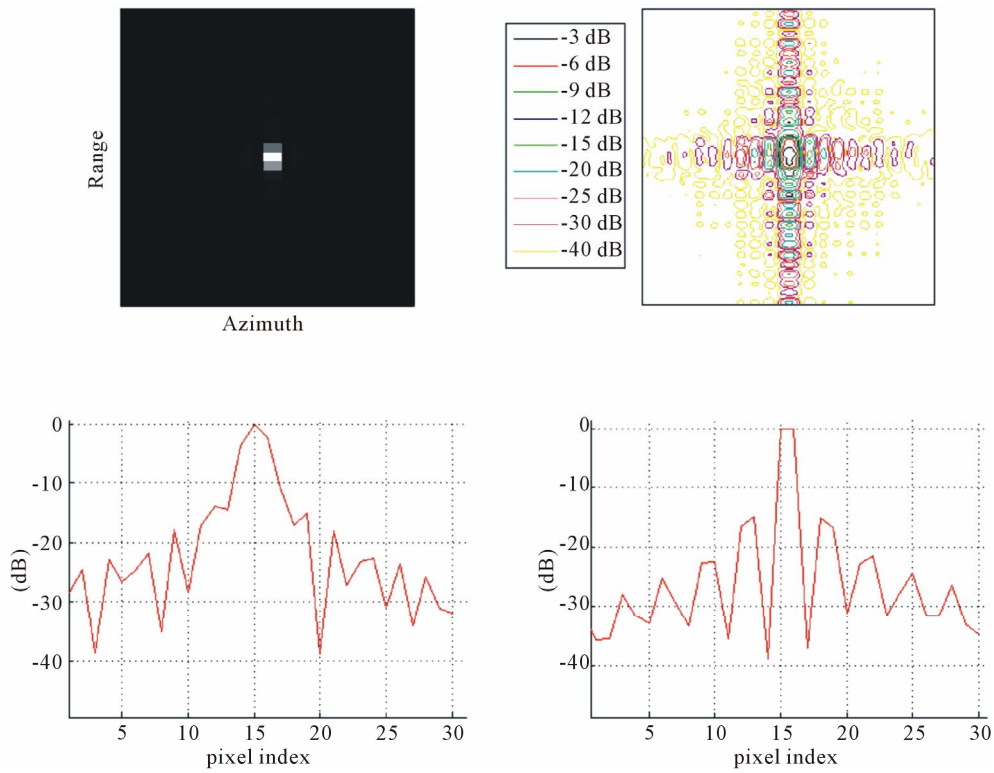 Range
Azimuth
-3 dB
-6 dB
-9 dB
-12 dB
-15 dB
-20 dB
-25 dB
-30 dB
-40 dB
0
-10
-20
-30
-40
(dB)
5 10 15 20 25 30
pixel index
0
-10
-20
-30
-40
(dB)
5 10 15 20 25 30
pixel index